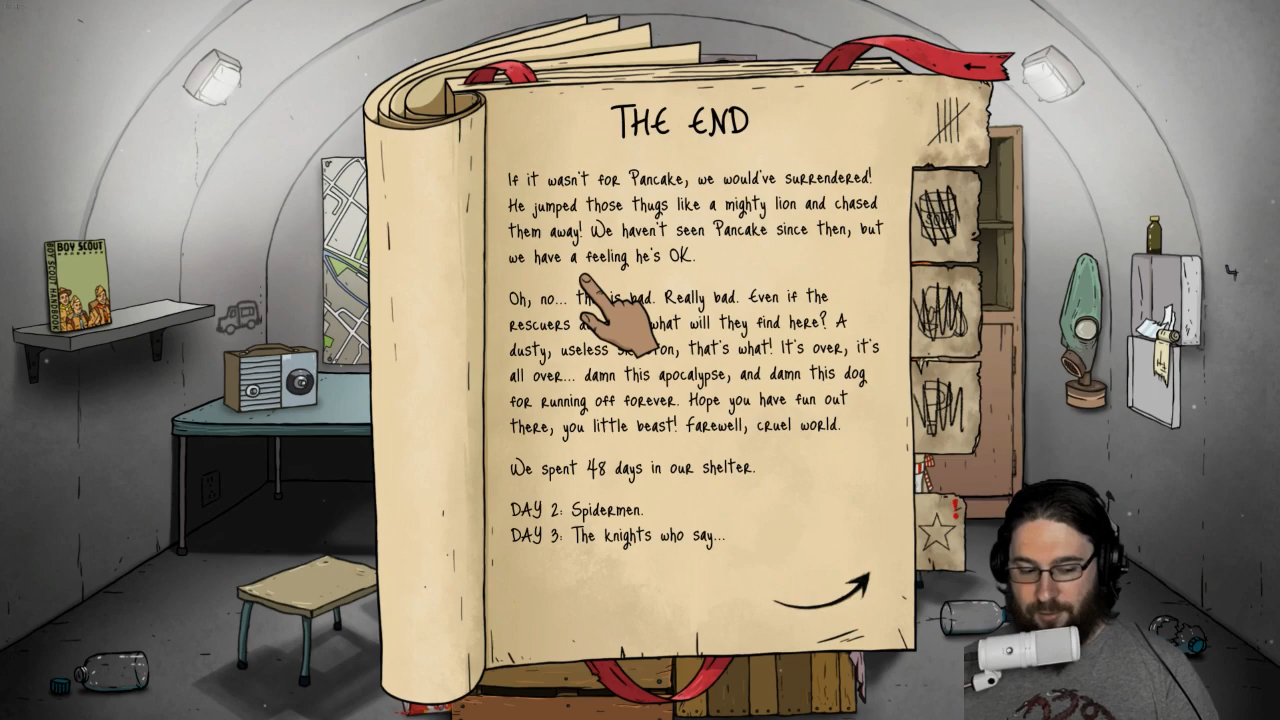 THE END
If it wasn't for Pancake, we would've surrendered!
He jumped those thugs like a mighty lion and chased
them away! We haven't seen Pancake since then, but
we have a feeling he's OK.
Oh, no... is bad. Really bad. Even if the
rescuers what will they find here? A
dusty, useless that's what! It's over, it's
all over... damn this apocalypse, and damn this dog
for running off forever. Hope you have fun out
there, you little beast! Farewell, cruel world.
We spent 48 days in our shelter.
DAY 2: Spidermen.
DAY 3: The knights who say...
BOY SCOUT
BOY SCOUT HANDBOOK
!